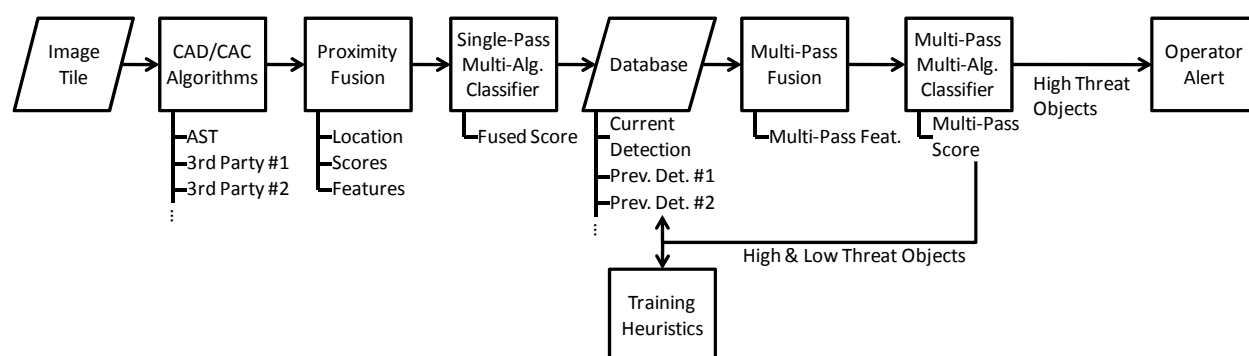 Image
Tile
CAD/CAC
Algorithms
Proximity
Fusion
Single-Pass
Multi-Alg.
Classifier
Database
Multi-Pass
Fusion
Multi-Pass
Multi-Alg.
Classifier
High Threat
Objects
Operator
Alert
AST
3rd Party #1
3rd Party #2
...
Location
Scores
Features
Fused Score
Current
Detection
Prev. Det. #1
Prev. Det. #2
...
Multi-Pass Feat.
Multi-Pass
Score
High & Low Threat Objects
Training
Heuristics